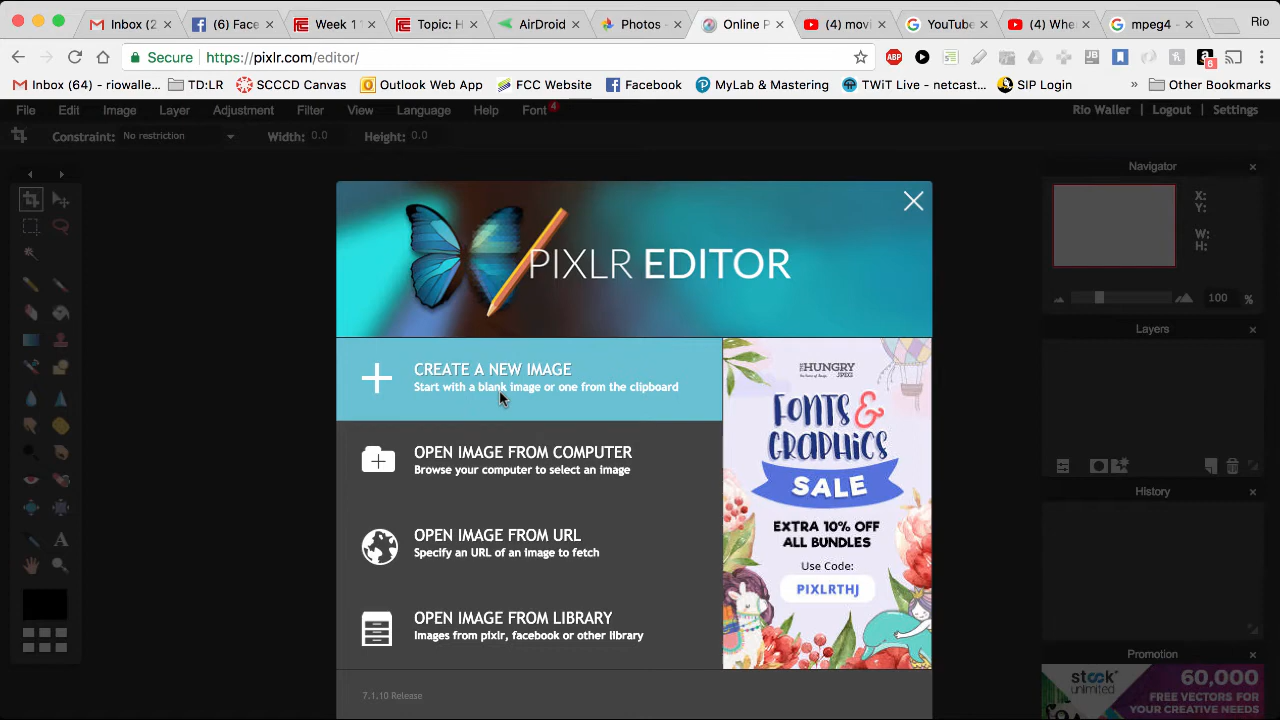 Inbox (2
(6) Face
Week 1
Topic: H
AirDroid
Photos -
Online P
(4) movi
YouTube
(4) Whe
mpeg4 -
Rio
Secure
https://pixlr.com/editor/
ABP
JB
8
Inbox (64) - riowalle...
TD:LR
SCCCD Canvas
Outlook Web App
FCC Website
Facebook
MyLab & Mastering
TWiT Live - netcast...
SIP Login
»
Other Bookmarks
File
Edit
Image
Layer
Adjustment
Filter
View
Language
Help
Font
4
Rio Waller
Logout
Settings
Constraint:
No restriction
Width:
0.0
Height:
0.0
Navigator
X:
Y:
W:
H:
100
%
Layers
History
Promotion
PIXLR EDITOR
CREATE A NEW IMAGE
Start with a blank image or one from the clipboard
OPEN IMAGE FROM COMPUTER
Browse your computer to select an image
OPEN IMAGE FROM URL
Specify an URL of an image to fetch
OPEN IMAGE FROM LIBRARY
Images from pixlr, facebook or other library
7.1.10 Release
HUNGRY
JPEG
FONTS &
GRAPHICS
SALE
EXTRA 10% OFF
ALL BUNDLES
Use Code:
PIXLRTHJ
stock
unlimited
60,000
FREE VECTORS FOR
YOUR CREATIVE NEEDS